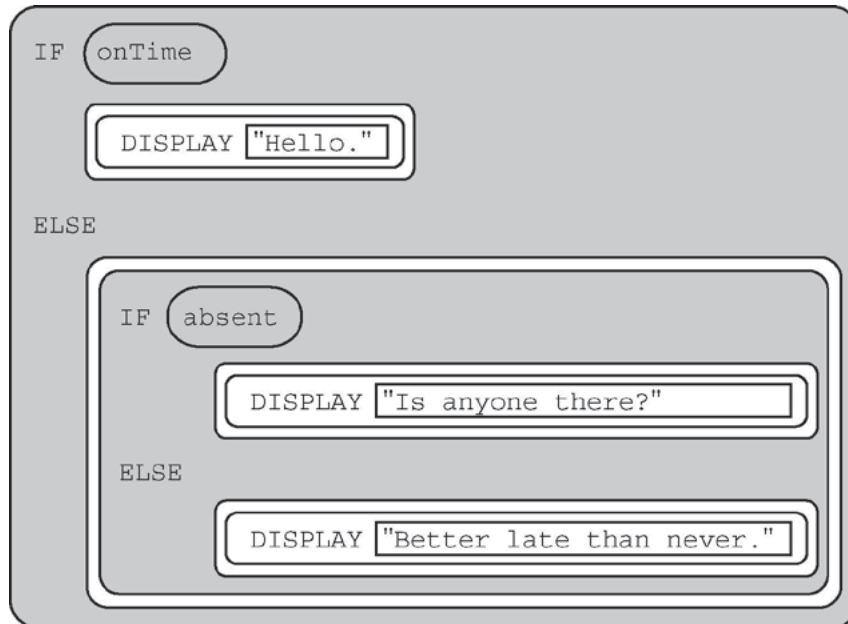 IF onTime
DISPLAY "Hello."
ELSE
IF absent
DISPLAY "Is anyone there?"
ELSE
DISPLAY "Better late than never."